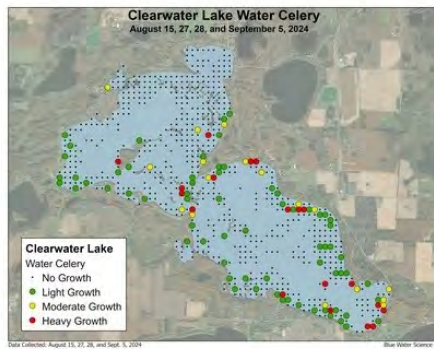 Clearwater Lake Water Celery
August 15, 27, 28, and September 5, 2024
Clearwater Lake
Water Celery
No Growth
Light Growth
Moderate Growth
Heavy Growth
Data Collected: August 15, 27, 28, and Sept. 5, 2024
Blue Water Science